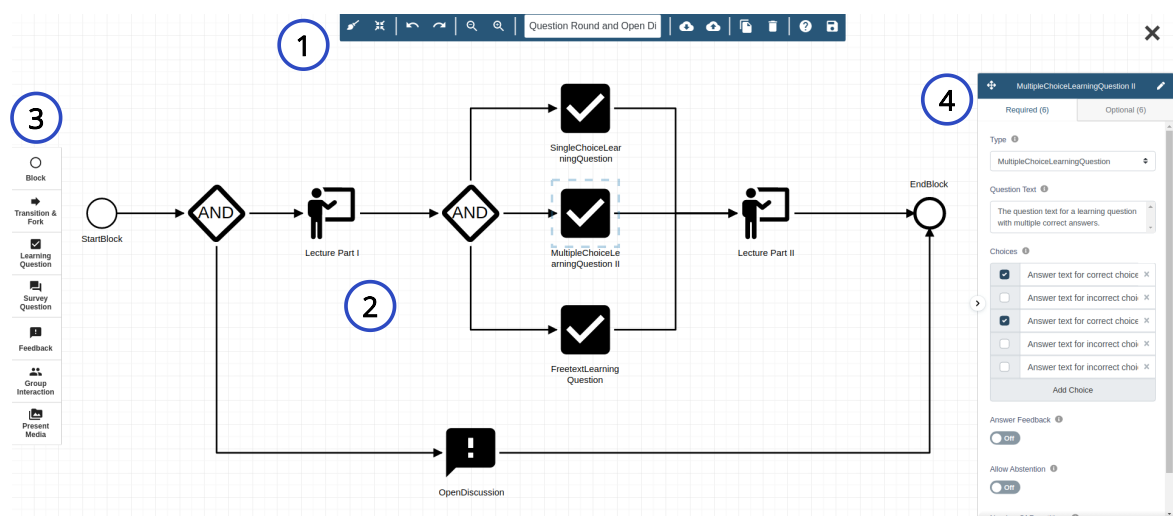 1
Question Round and Open Di
3
Block
Transition &
Fork
Learning
Question
Survey
Question
Feedback
Group
Interaction
Present
Media
StartBlock
AND
Lecture Part I
2
AND
SingleChoiceLear
ningQuestion
MultipleChoiceLe
arningQuestion II
FreetextLearning
Question
OpenDiscussion
Lecture Part II
EndBlock
4
MultipleChoiceLearningQuestion II
Required (6)
Optional (6)
Type
MultipleChoiceLearningQuestion
Question Text
The question text for a learning question
with multiple correct answers.
Choices
Answer text for correct choice
Answer text for incorrect choi
Answer text for correct choice
Answer text for incorrect choi
Answer text for incorrect choi
Add Choice
Answer Feedback
Off
Allow Abstention
Off